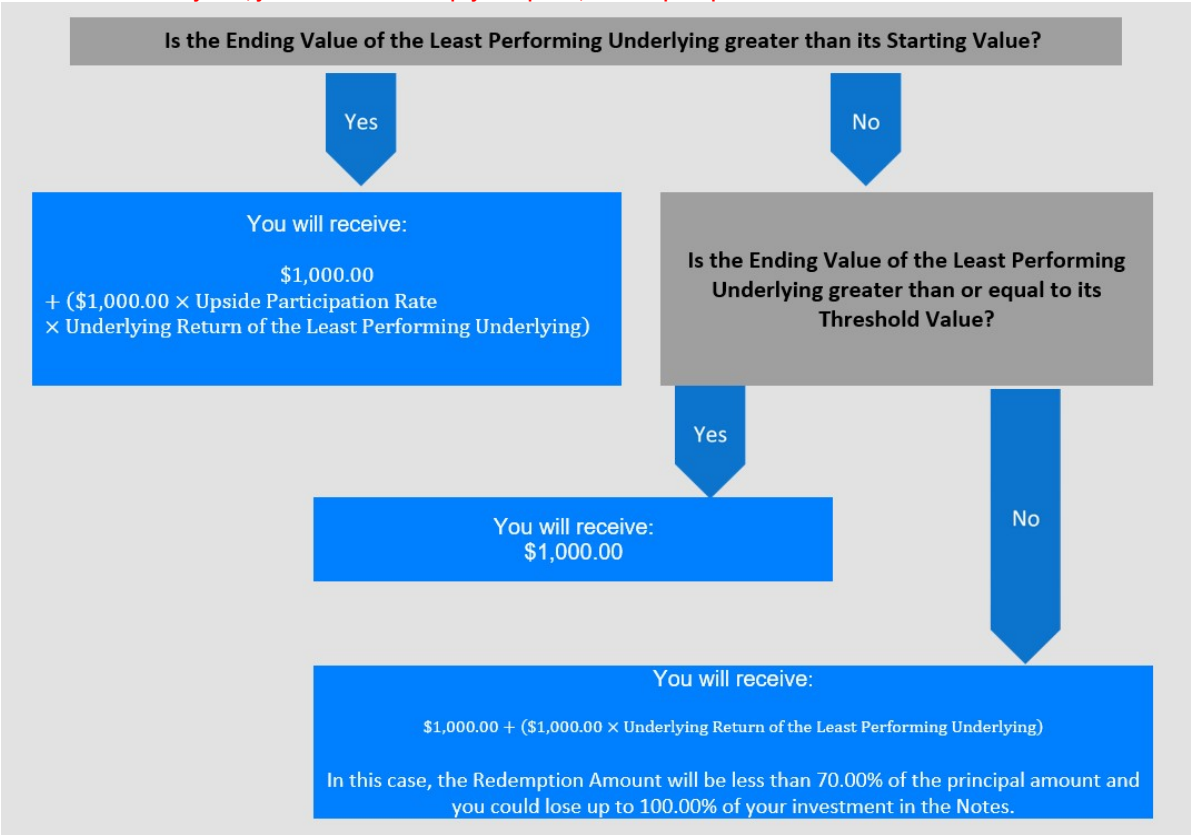 Is the Ending Value of the Least Performing Underlying greater than its Starting Value?
Yes
No
You will receive:
$1,000.00
+ ($1,000.00 × Upside Participation Rate
× Underlying Return of the Least Performing Underlying)
Is the Ending Value of the Least Performing
Underlying greater than or equal to its
Threshold Value?
Yes
No
You will receive:
$1,000.00
You will receive:
$1,000.00 + ($1,000.00 × Underlying Return of the Least Performing Underlying)
In this case, the Redemption Amount will be less than 70.00% of the principal amount and
you could lose up to 100.00% of your investment in the Notes.